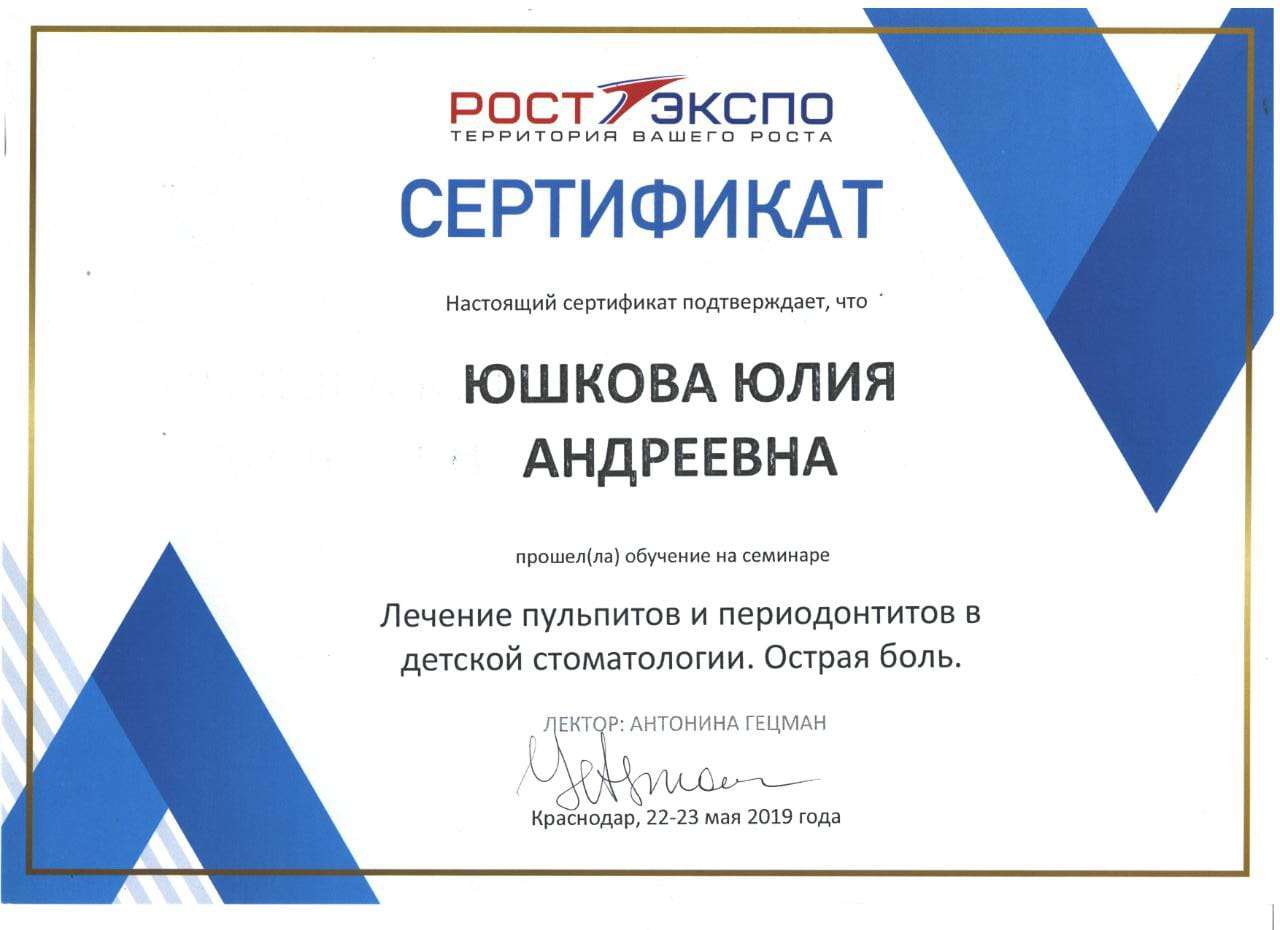 РОСТ ЭКСПО
ТЕРРИТОРИЯ ВАШЕГО РОСТА
СЕРТИФИКАТ
Настоящий сертификат подтверждает, что
ЮШКОВА ЮЛИЯ
АНДРЕЕВНА
прошел(ла) обучение на семинаре
Лечение пульпитов и периодонтитов в
детской стоматологии. Острая боль.
ЛЕКТОР: АНТОНИНА ГЕЦМАН
Краснодар, 22-23 мая 2019 года